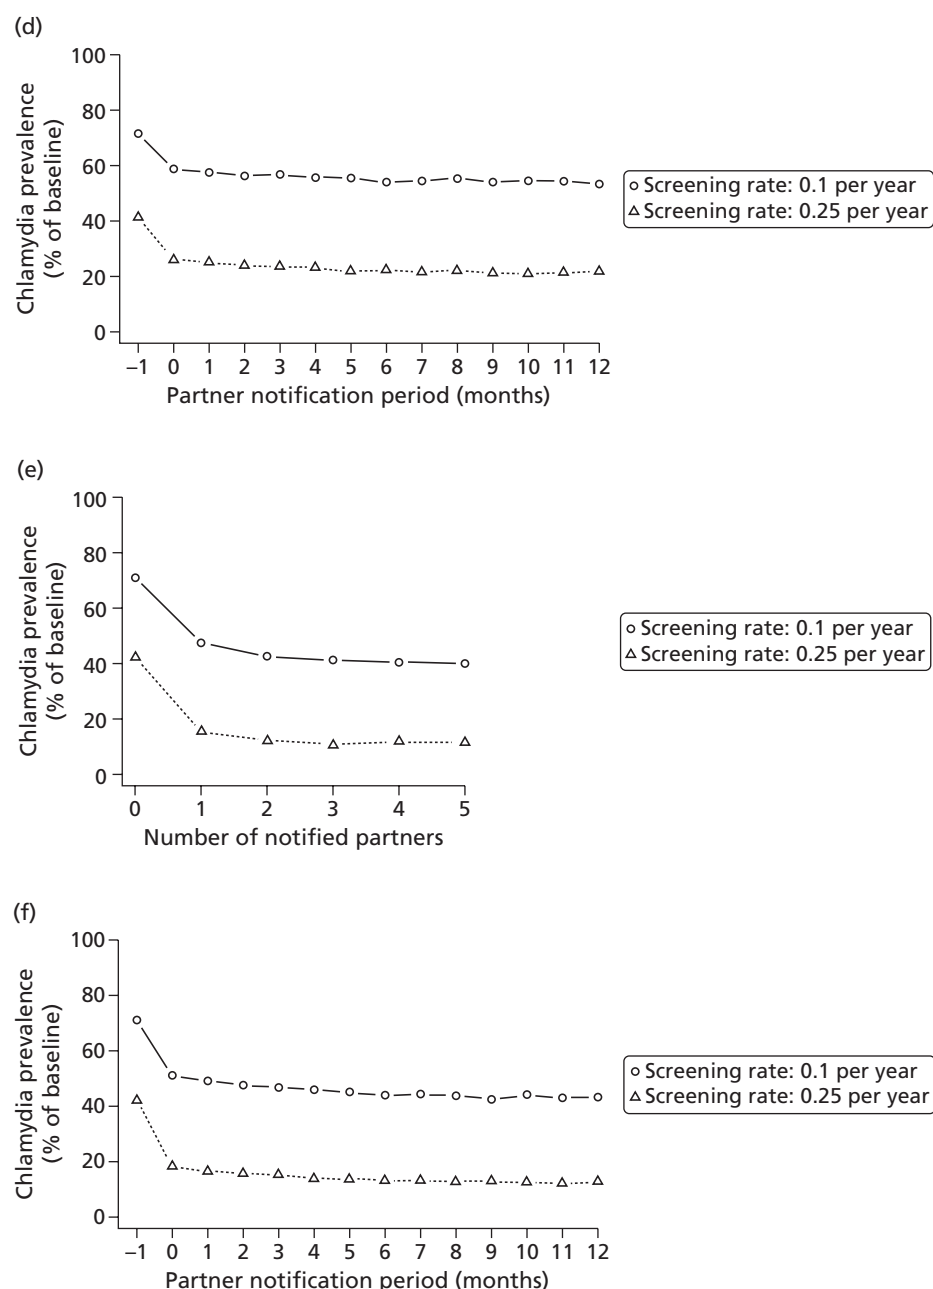 (d)
100
80
60
40
20
0
Chlamydia prevalence
(% of baseline)
–1 0 1 2 3 4 5 6 7 8 9 10 11 12
Partner notification period (months)
Screening rate: 0.1 per year
Screening rate: 0.25 per year
(e)
100
80
60
40
20
0
Chlamydia prevalence
(% of baseline)
0 1 2 3 4 5
Number of notified partners
Screening rate: 0.1 per year
Screening rate: 0.25 per year
(f)
100
80
60
40
20
0
Chlamydia prevalence
(% of baseline)
–1 0 1 2 3 4 5 6 7 8 9 10 11 12
Partner notification period (months)
Screening rate: 0.1 per year
Screening rate: 0.25 per year